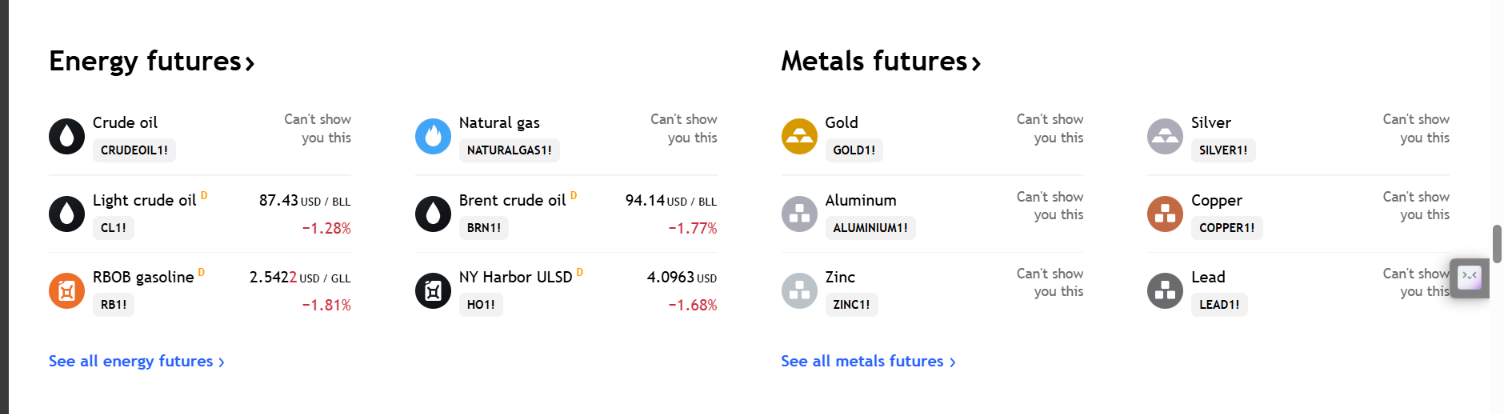 Energy futures ›
Crude oil
CRUDEOIL1!
Can't show
you this
Natural gas
NATURALGAS1!
Can't show
you this
Light crude oil D
CL1!
87.43 USD / BLL
−1.28%
Brent crude oil D
BRN1!
94.14 USD / BLL
−1.77%
RBOB gasoline D
RB1!
2.5422 USD / GLL
−1.81%
NY Harbor ULSD D
HO1!
4.0963 USD
−1.68%
See all energy futures ›
Metals futures ›
Gold
GOLD1!
Can't show
you this
Silver
SILVER1!
Can't show
you this
Aluminum
ALUMINIUM1!
Can't show
you this
Copper
COPPER1!
Can't show
you this
Zinc
ZINC1!
Can't show
you this
Lead
LEAD1!
Can't show
you this
See all metals futures ›